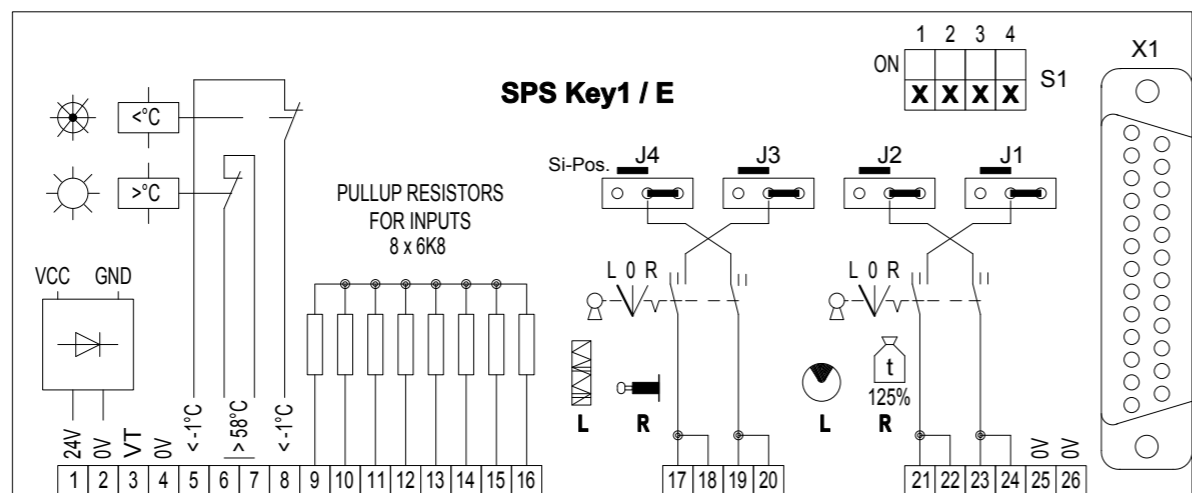 1 2 3 4
X1
ON
S1
X X X X
SPS Key1 / E
<°C
>°C
Si-Pos.
J4 J3 J2 J1
PULLUP RESISTORS
FOR INPUTS
8 x 6K8
VCC GND
L 0 R
L 0 R
t
125%
L R
L R
24V 0V VT 0V <-1°C >58°C <-1°C
0V 0V
1 2 3 4 5 6 7 8 9 10 11 12 13 14 15 16 17 18 19 20 21 22 23 24 25 26